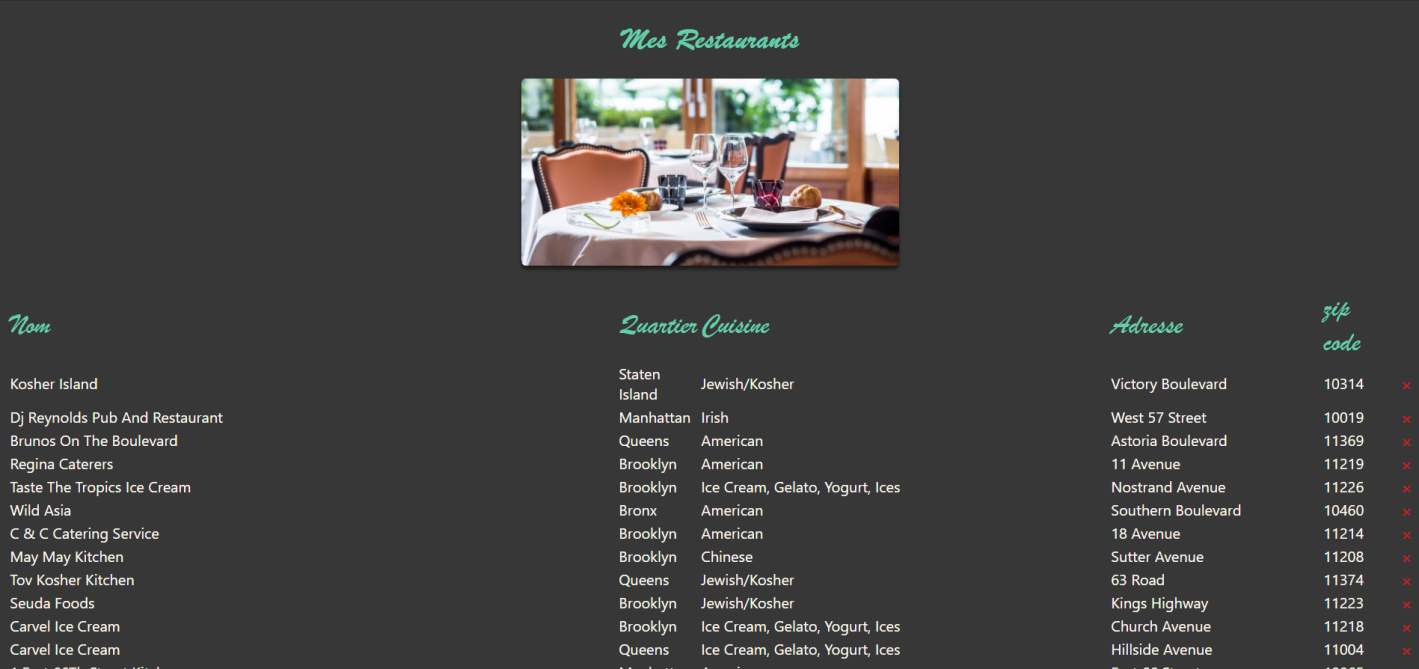 Mes Restaurants
Nom Quartier Cuisine Adresse zip code
Kosher Island Staten Island Jewish/Kosher Victory Boulevard 10314 ×
Dj Reynolds Pub And Restaurant Manhattan Irish West 57 Street 10019 ×
Brunos On The Boulevard Queens American Astoria Boulevard 11369 ×
Regina Caterers Brooklyn American 11 Avenue 11219 ×
Taste The Tropics Ice Cream Brooklyn Ice Cream, Gelato, Yogurt, Ices Nostrand Avenue 11226 ×
Wild Asia Bronx American Southern Boulevard 10460 ×
C & C Catering Service Brooklyn American 18 Avenue 11214 ×
May May Kitchen Brooklyn Chinese Sutter Avenue 11208 ×
Tov Kosher Kitchen Queens Jewish/Kosher 63 Road 11374 ×
Seuda Foods Brooklyn Jewish/Kosher Kings Highway 11223 ×
Carvel Ice Cream Brooklyn Ice Cream, Gelato, Yogurt, Ices Church Avenue 11218 ×
Carvel Ice Cream Queens Ice Cream, Gelato, Yogurt, Ices Hillside Avenue 11004 ×